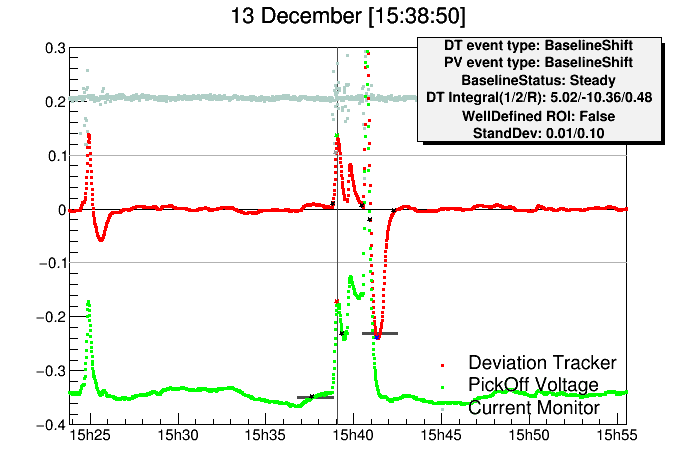 13 December [15:38:50]
DT event type: BaselineShift
PV event type: BaselineShift
BaselineStatus: Steady
DT Integral(1/2/R): 5.02/-10.36/0.48
WellDefined ROI: False
StandDev: 0.01/0.10
0.3
0.2
0.1
0
−0.1
−0.2
−0.3
−0.4
Deviation Tracker
PickOff Voltage
Current Monitor
15h25
15h30
15h35
15h40
15h45
15h50
15h55